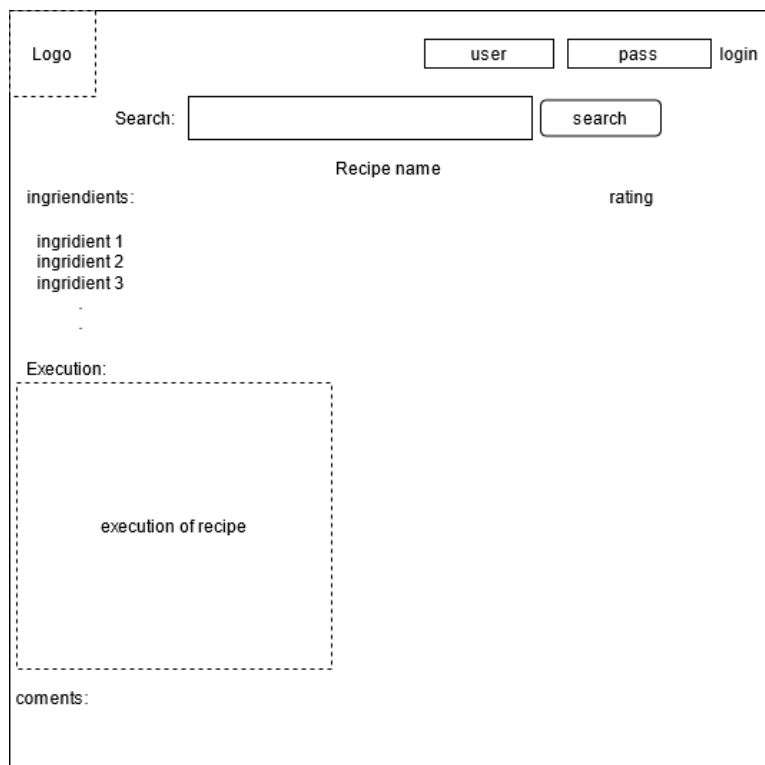 Logo
user pass login
Search: search
Recipe name
ingriendients: rating
ingridient 1
ingridient 2
ingridient 3
.
.
Execution:
execution of recipe
coments: